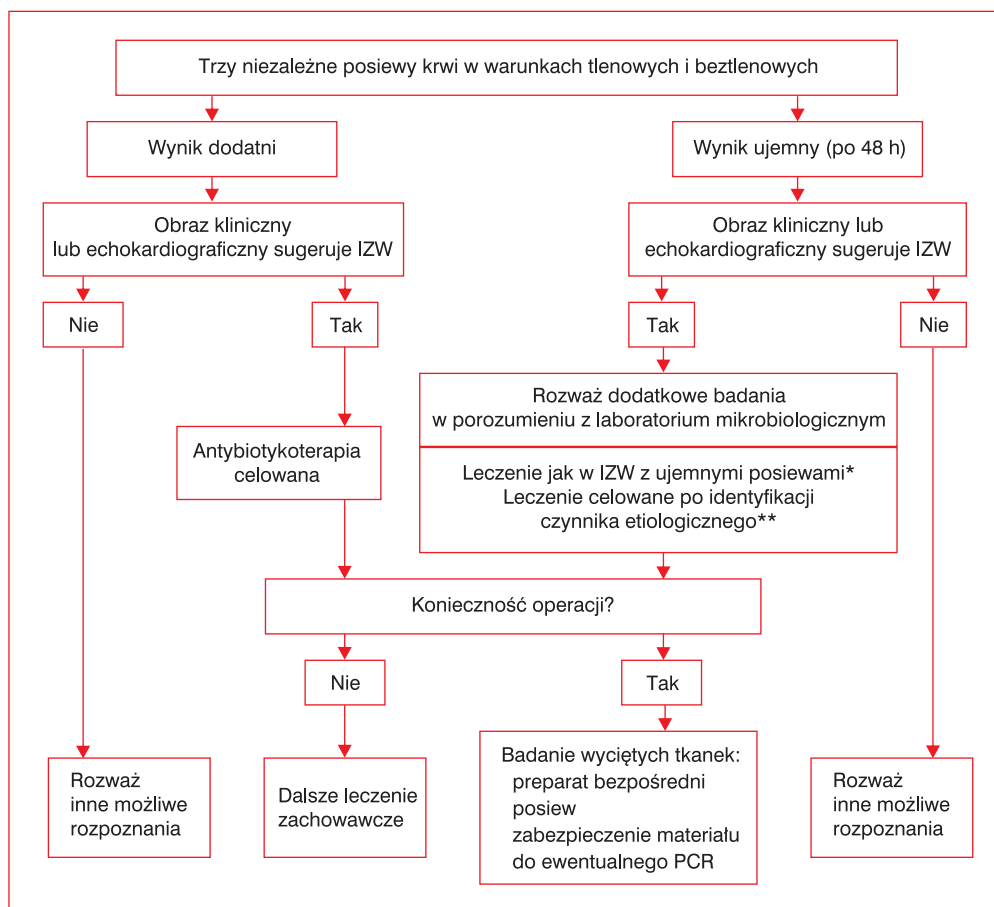 Trzy niezależne posiewy krwi w warunkach tlenowych i beztlenowych
Wynik dodatni
Wynik ujemny (po 48 h)
Obraz kliniczny
lub echokardiograficzny sugeruje IZW
Obraz kliniczny lub
echokardiograficzny sugeruje IZW
Nie
Tak
Tak
Nie
Rozważ dodatkowe badania
w porozumieniu z laboratorium mikrobiologicznym
Antybiotykoterapia
celowana
Leczenie jak w IZW z ujemnymi posiewami*
Leczenie celowane po identyfikacji
czynnika etiologicznego**
Konieczność operacji?
Nie
Tak
Rozważ
inne możliwe
rozpoznania
Dalsze leczenie
zachowawcze
Badanie wyciętych tkanek:
preparat bezpośredni
posiew
zabezpieczenie materiału
do ewentualnego PCR
Rozważ
inne możliwe
rozpoznania